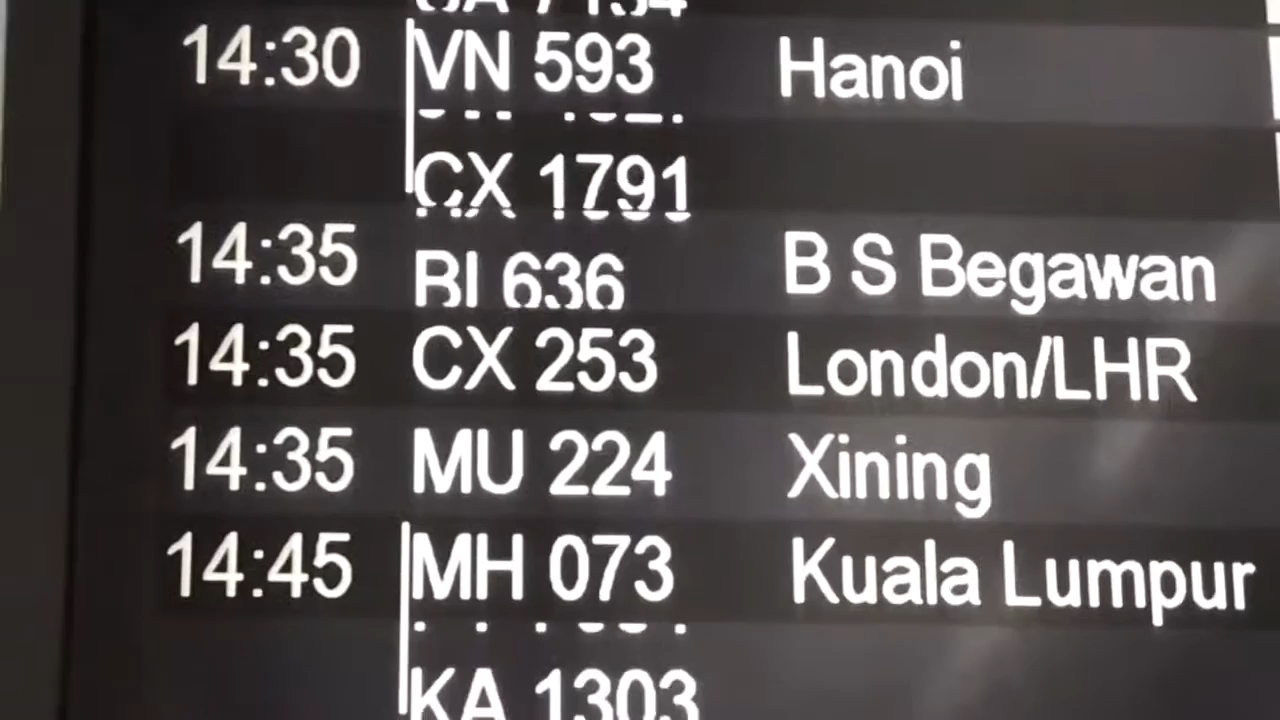 14:30 VN 593 Hanoi
CX 1791
14:35 BI 636 B S Begawan
14:35 CX 253 London/LHR
14:35 MU 224 Xining
14:45 MH 073 Kuala Lumpur
KA 1303